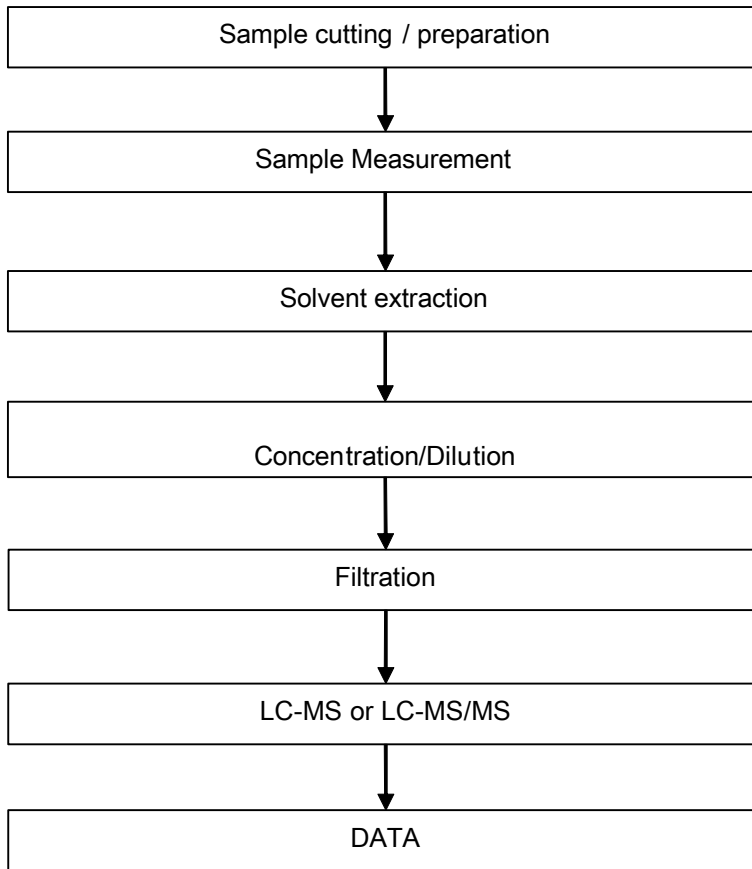 Sample cutting / preparation
Sample Measurement
Solvent extraction
Concentration/Dilution
Filtration
LC-MS or LC-MS/MS
DATA